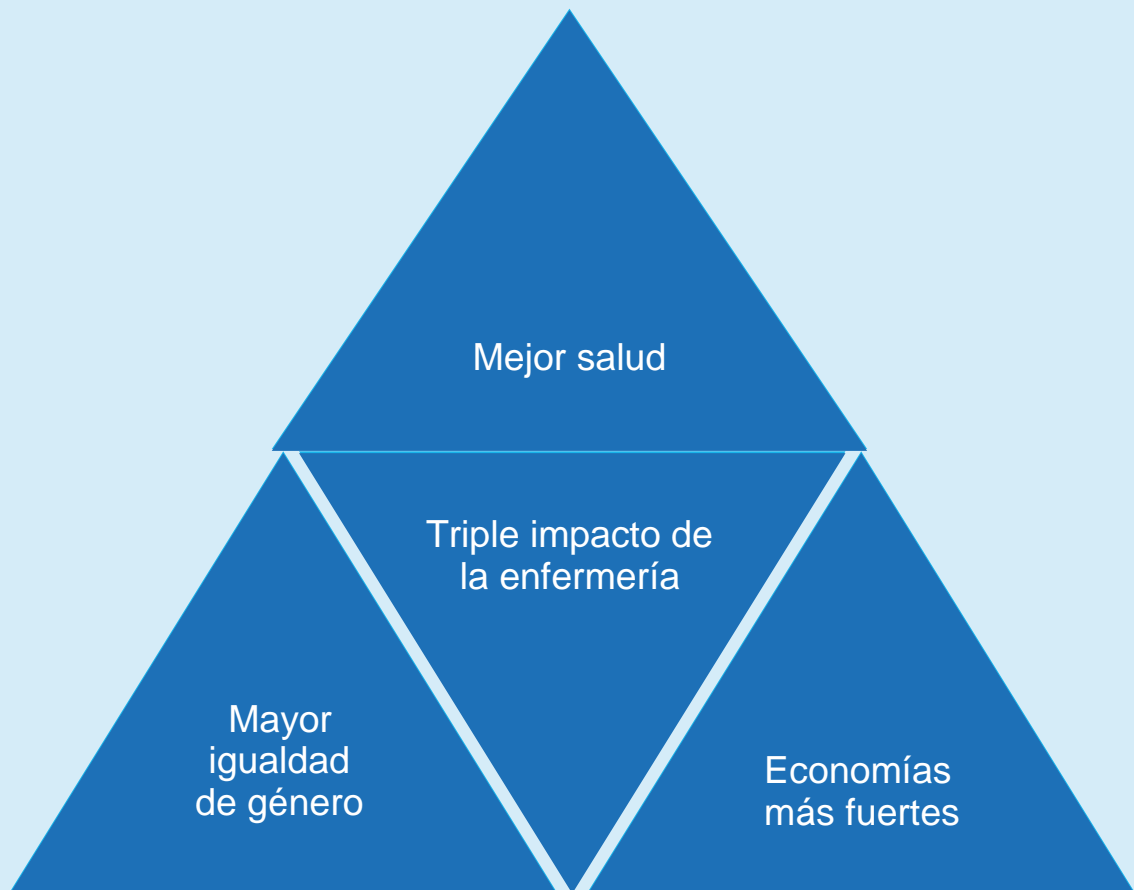 Mejor salud
Triple impacto de
la enfermería
Mayor
igualdad
de género
Economías
más fuertes